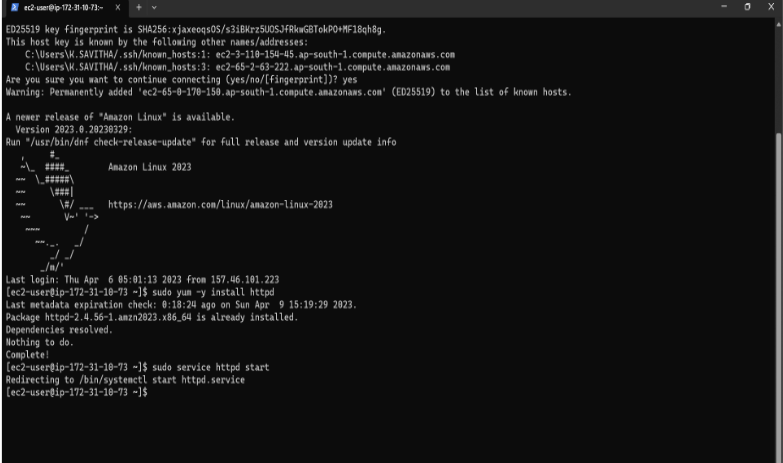 ec2-user@ip-172-31-10-73:~
ED25519 key fingerprint is SHA256:xjaxeoqsOS/s3iBKrz5UOSJfRkwGBTokPO+MF18qh8g.
This host key is known by the following other names/addresses:
    C:\Users\K.SAVITHA/.ssh/known_hosts:1: ec2-3-110-154-45.ap-south-1.compute.amazonaws.com
    C:\Users\K.SAVITHA/.ssh/known_hosts:3: ec2-65-2-63-222.ap-south-1.compute.amazonaws.com
Are you sure you want to continue connecting (yes/no/[fingerprint])? yes
Warning: Permanently added 'ec2-65-0-170-150.ap-south-1.compute.amazonaws.com' (ED25519) to the list of known hosts.
A newer release of "Amazon Linux" is available.
  Version 2023.0.20230329:
Run "/usr/bin/dnf check-release-update" for full release and version update info
   ,     #_
   ~\_  ####_        Amazon Linux 2023
  ~~  \_#####\
  ~~     \###|
  ~~       \#/ ___   https://aws.amazon.com/linux/amazon-linux-2023
   ~~       V~' '->
    ~~~         /
      ~~._.   _/
         _/ _/
       _/m/'
Last login: Thu Apr  6 05:01:13 2023 from 157.46.101.223
[ec2-user@ip-172-31-10-73 ~]$ sudo yum -y install httpd
Last metadata expiration check: 0:18:24 ago on Sun Apr  9 15:19:29 2023.
Package httpd-2.4.56-1.amzn2023.x86_64 is already installed.
Dependencies resolved.
Nothing to do.
Complete!
[ec2-user@ip-172-31-10-73 ~]$ sudo service httpd start
Redirecting to /bin/systemctl start httpd.service
[ec2-user@ip-172-31-10-73 ~]$